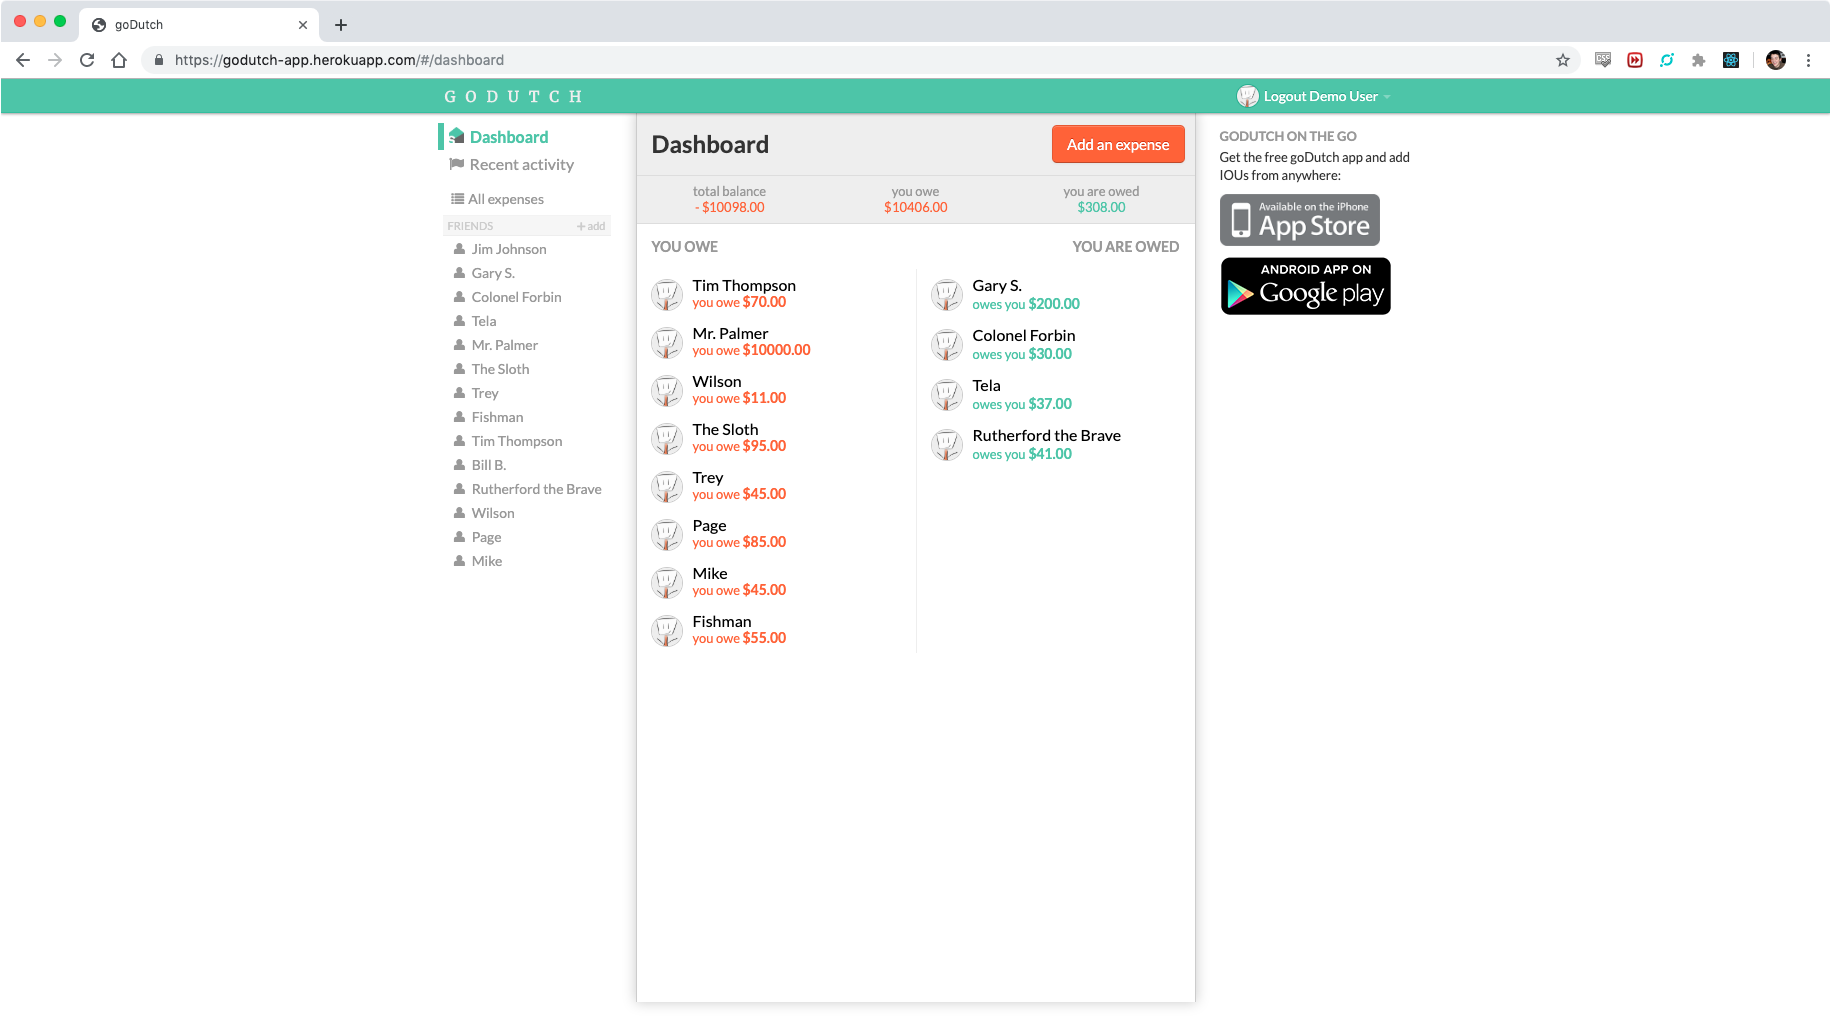 goDutch
https://godutch-app.herokuapp.com/#/dashboard
GODUTCH
Logout Demo User
Dashboard
Recent activity
All expenses
FRIENDS
+ add
Jim Johnson
Gary S.
Colonel Forbin
Tela
Mr. Palmer
The Sloth
Trey
Fishman
Tim Thompson
Bill B.
Rutherford the Brave
Wilson
Page
Mike
Dashboard
Add an expense
total balance
- $10098.00
you owe
$10406.00
you are owed
$308.00
YOU OWE
Tim Thompson
you owe $70.00
Mr. Palmer
you owe $10000.00
Wilson
you owe $11.00
The Sloth
you owe $95.00
Trey
you owe $45.00
Page
you owe $85.00
Mike
you owe $45.00
Fishman
you owe $55.00
YOU ARE OWED
Gary S.
owes you $200.00
Colonel Forbin
owes you $30.00
Tela
owes you $37.00
Rutherford the Brave
owes you $41.00
GODUTCH ON THE GO
Get the free goDutch app and add
IOUs from anywhere:
Available on the iPhone
App Store
ANDROID APP ON
Google play